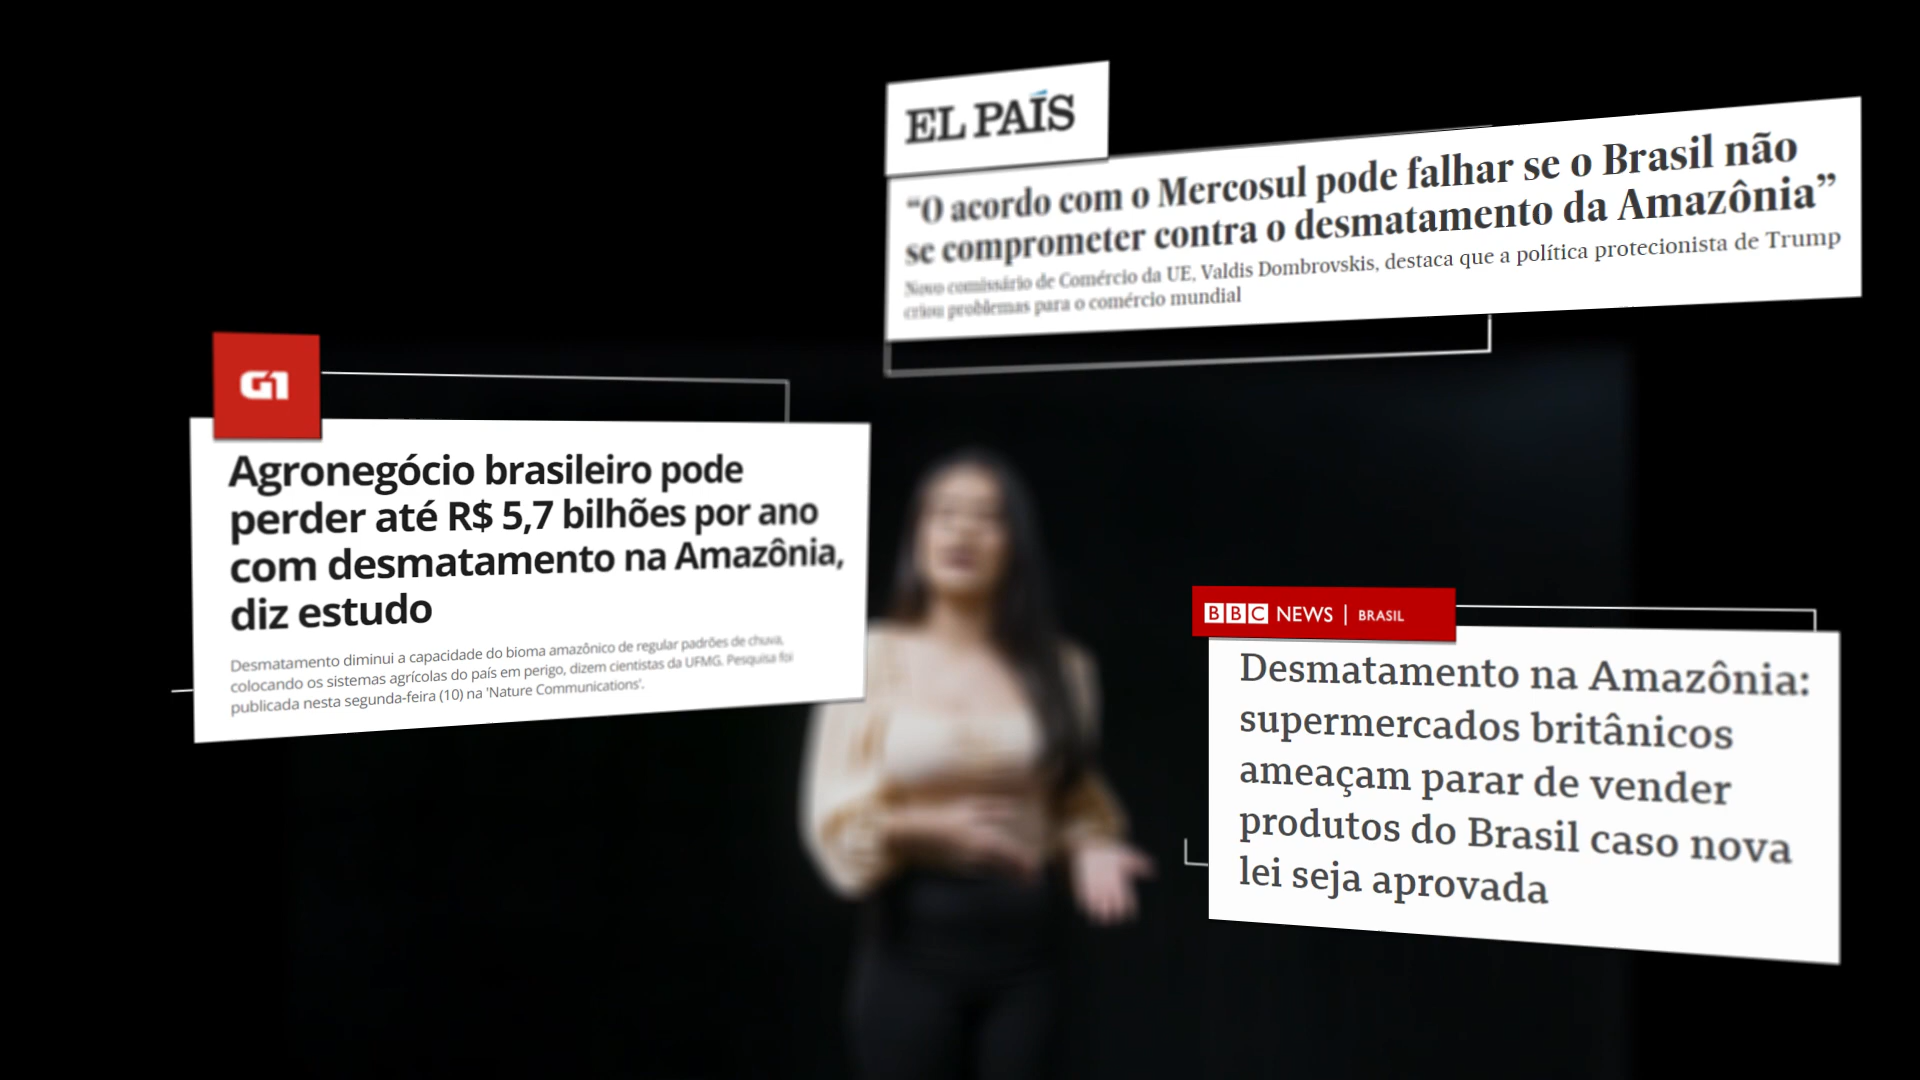 EL PAÍS
“O acordo com o Mercosul pode falhar se o Brasil não
se comprometer contra o desmatamento da Amazônia”
Novo comissário de Comércio da UE, Valdis Dombrovskis, destaca que a política protecionista de Trump
criou problemas para o comércio mundial
G1
Agronegócio brasileiro pode
perder até R$ 5,7 bilhões por ano
com desmatamento na Amazônia,
diz estudo
Desmatamento diminui a capacidade do bioma amazônico de regular padrões de chuva,
colocando os sistemas agrícolas do país em perigo, dizem cientistas da UFMG. Pesquisa foi
publicada nesta segunda-feira (10) na 'Nature Communications'.
BBC NEWS | BRASIL
Desmatamento na Amazônia:
supermercados britânicos
ameaçam parar de vender
produtos do Brasil caso nova
lei seja aprovada